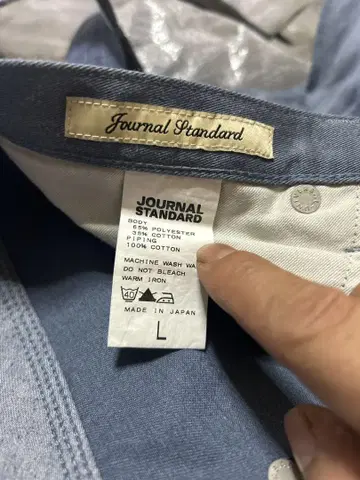 Journal Standard
JOURNAL
STANDARD
BODY
65% POLYESTER
35% COTTON
PIPING
100% COTTON
MACHINE WASH WA
DO NOT BLEACH
WARM IRON
40
MADE IN JAPAN
L